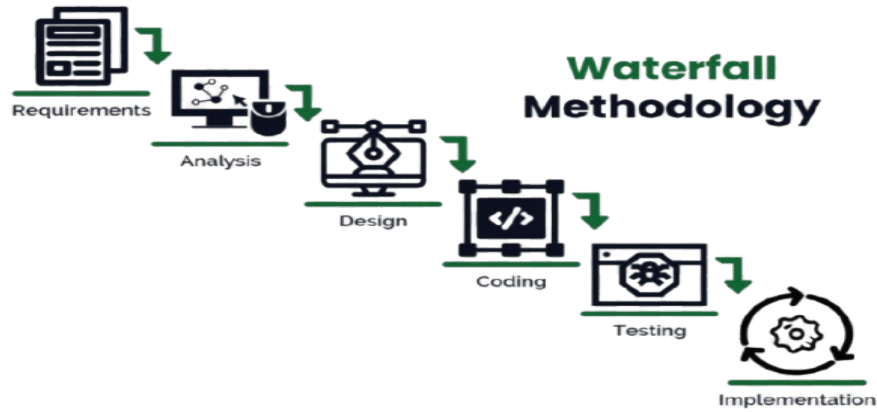 Waterfall
Methodology
Requirements
Analysis
Design
</>
Coding
Testing
Implementation